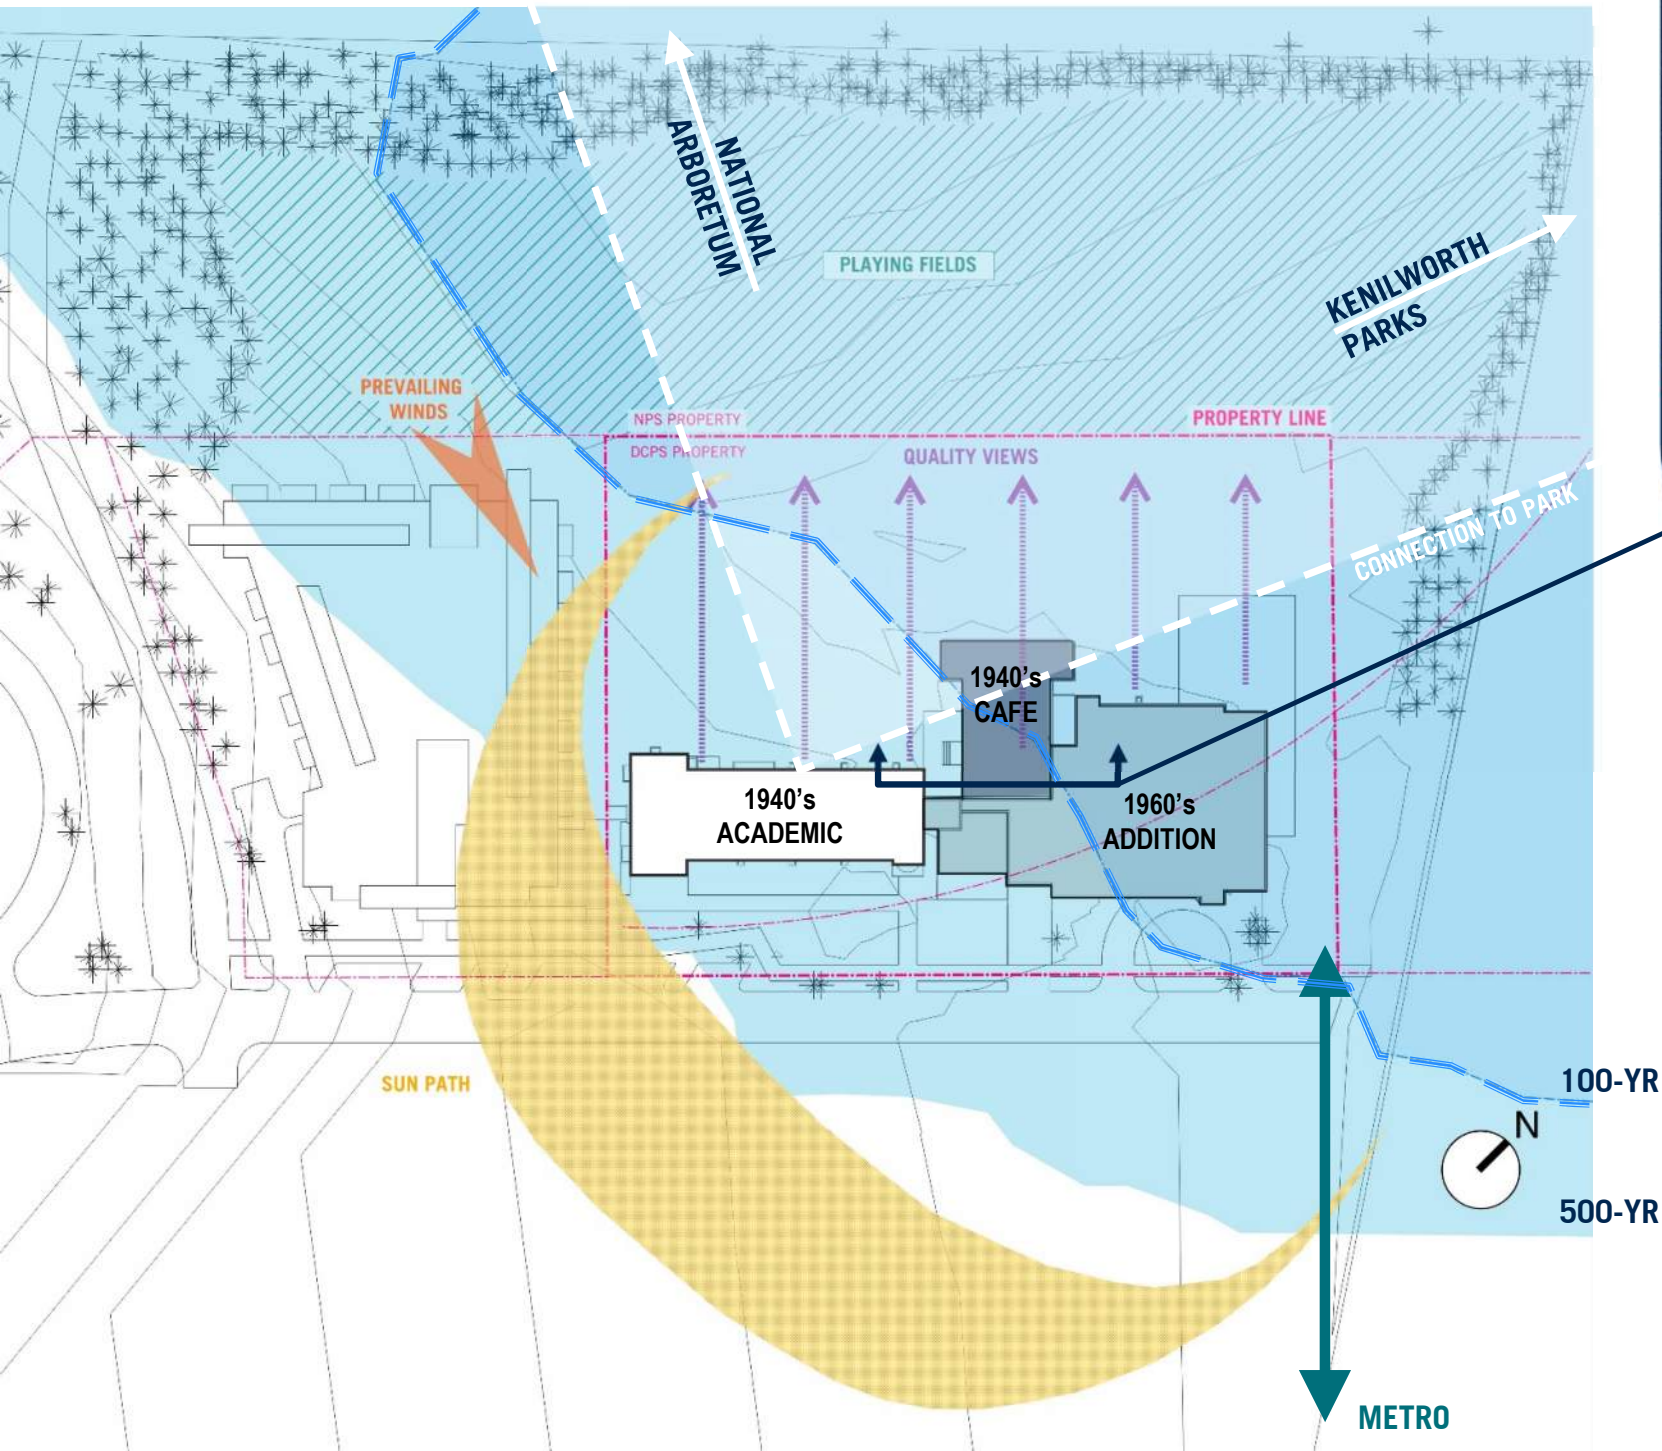 NATIONAL
ARBORETUM
PLAYING FIELDS
KENILWORTH
PARKS
PREVAILING
WINDS
NPS PROPERTY
PROPERTY LINE
DCPS PROPERTY
QUALITY VIEWS
CONNECTION TO PARK
1940's
CAFE
1940's
ACADEMIC
1960's
ADDITION
SUN PATH
100-YR
N
500-YR
METRO